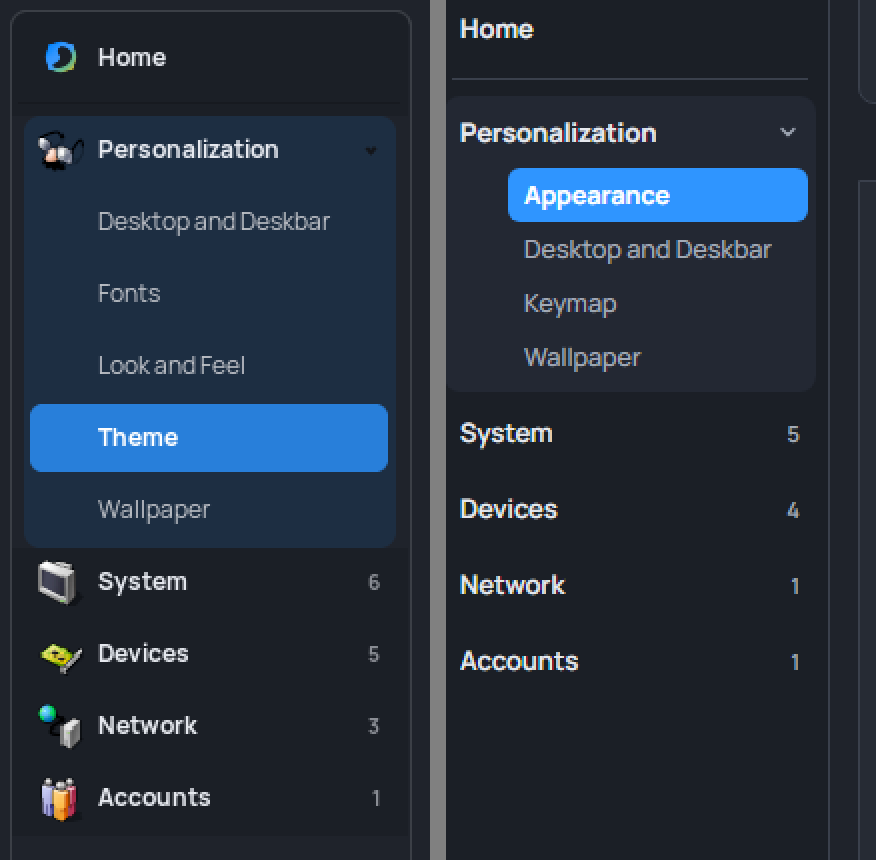 Home
Personalization
Desktop and Deskbar
Fonts
Look and Feel
Theme
Wallpaper
System 6
Devices 5
Network 3
Accounts 1
Home
Personalization
Appearance
Desktop and Deskbar
Keymap
Wallpaper
System 5
Devices 4
Network 1
Accounts 1